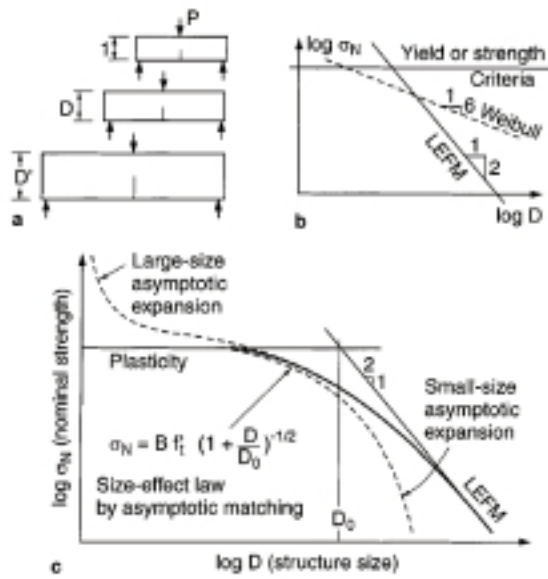 P
1
D
D'
a
log σN
Yield or strength
Criteria
1
6
Weibull
LEFM
1
2
log D
b
Large-size
asymptotic
expansion
Plasticity
2
1
Small-size
asymptotic
expansion
σN = B f't (1 + D/D0)^-1/2
Size-effect law
by asymptotic matching
D0
LEFM
log σN (nominal strength)
log D (structure size)
c